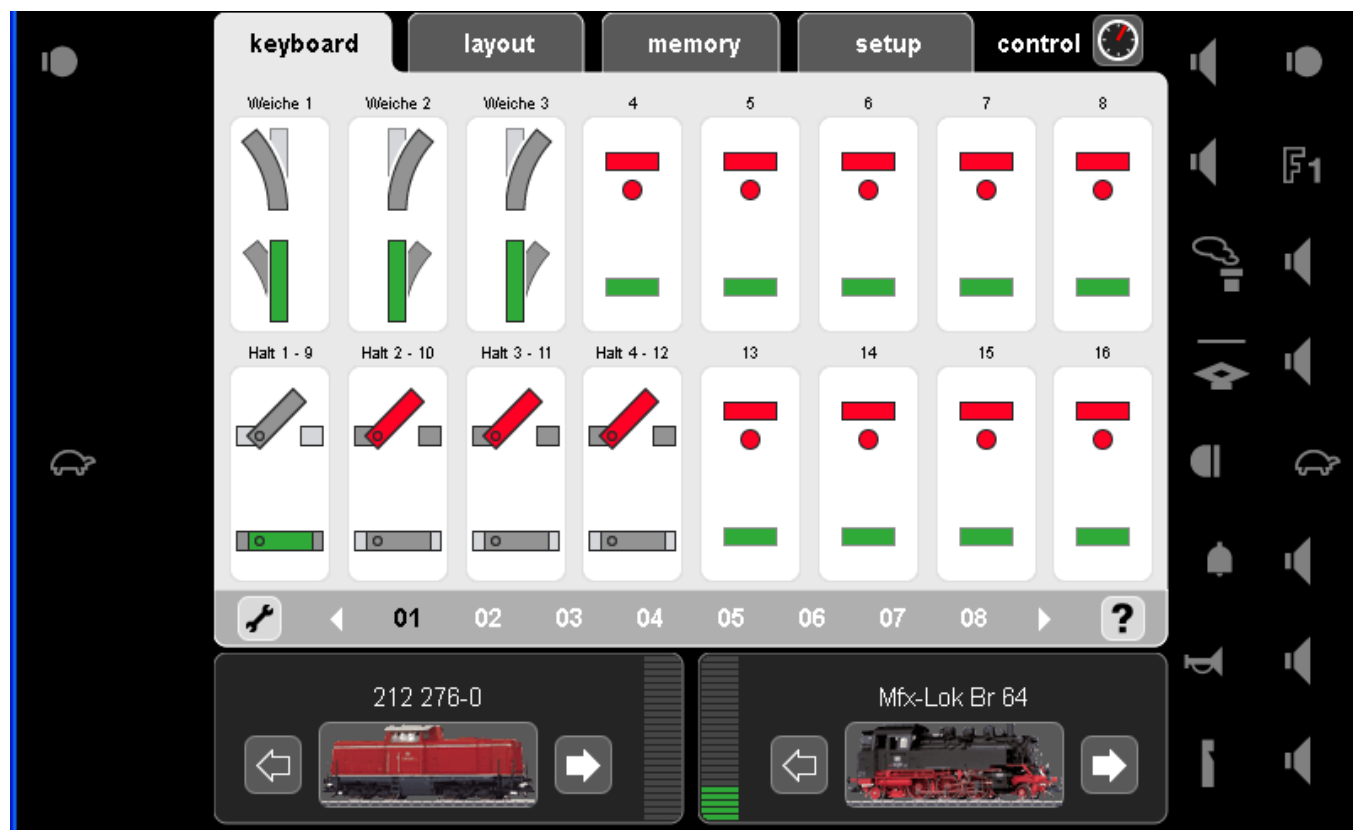 keyboard layout memory setup control
Weiche 1 Weiche 2 Weiche 3 4 5 6 7 8
F1
Halt 1 - 9 Halt 2 - 10 Halt 3 - 11 Halt 4 - 12 13 14 15 16
01 02 03 04 05 06 07 08 ?
212 276-0 Mfx-Lok Br 64